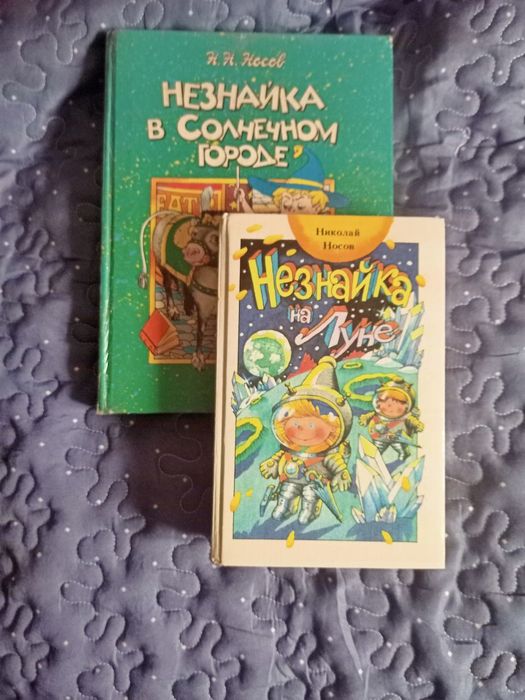 Н. Н. Носов
НЕЗНАЙКА
В СОЛНЕЧНОМ
ГОРОДЕ
Николай
Носов
Незнайка
на Луне